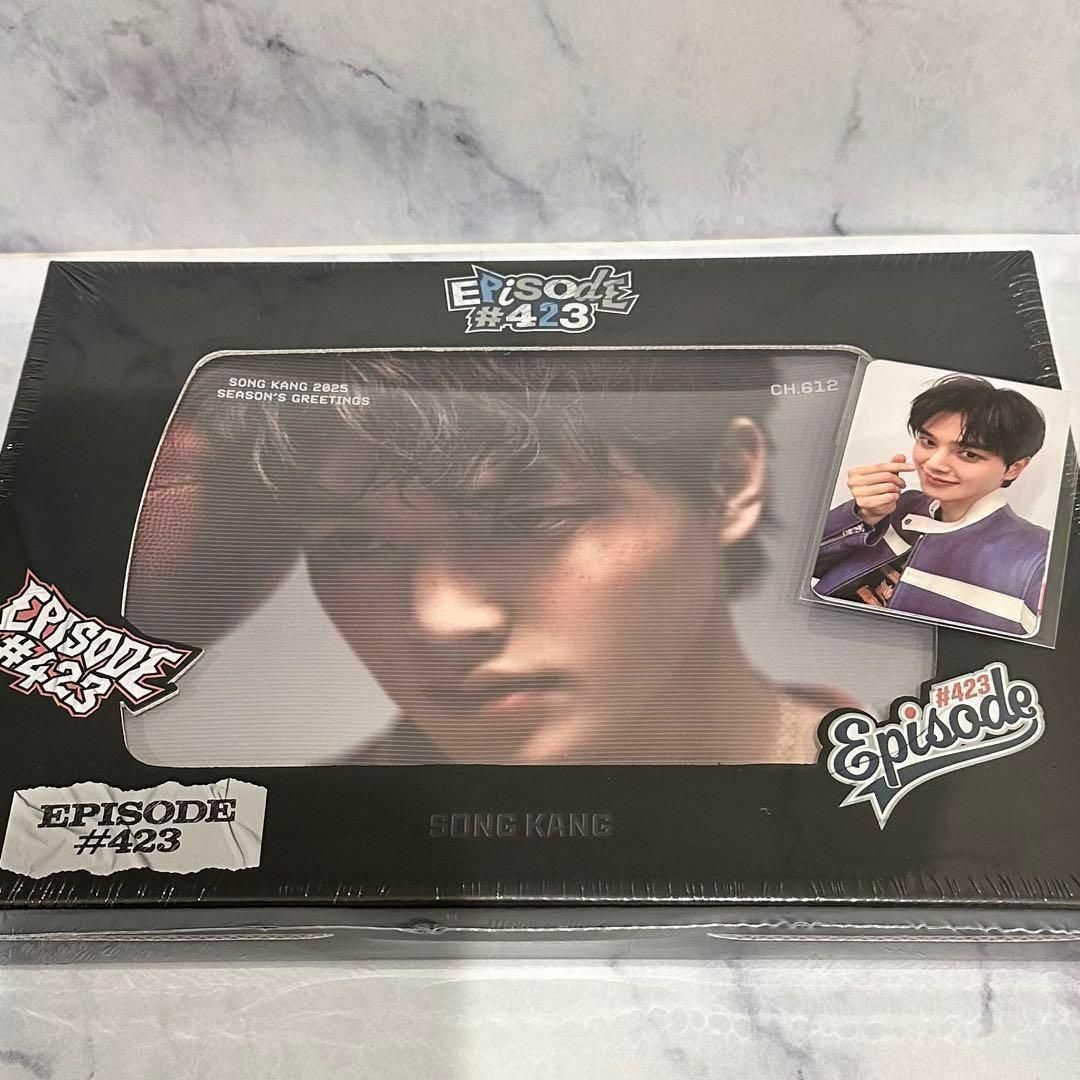 EPiSOdE
#423
SONG KANG 2025
SEASON'S GREETINGS
CH.612
EPISODE
#423
#423
Episode
EPISODE
#423
SONG KANG